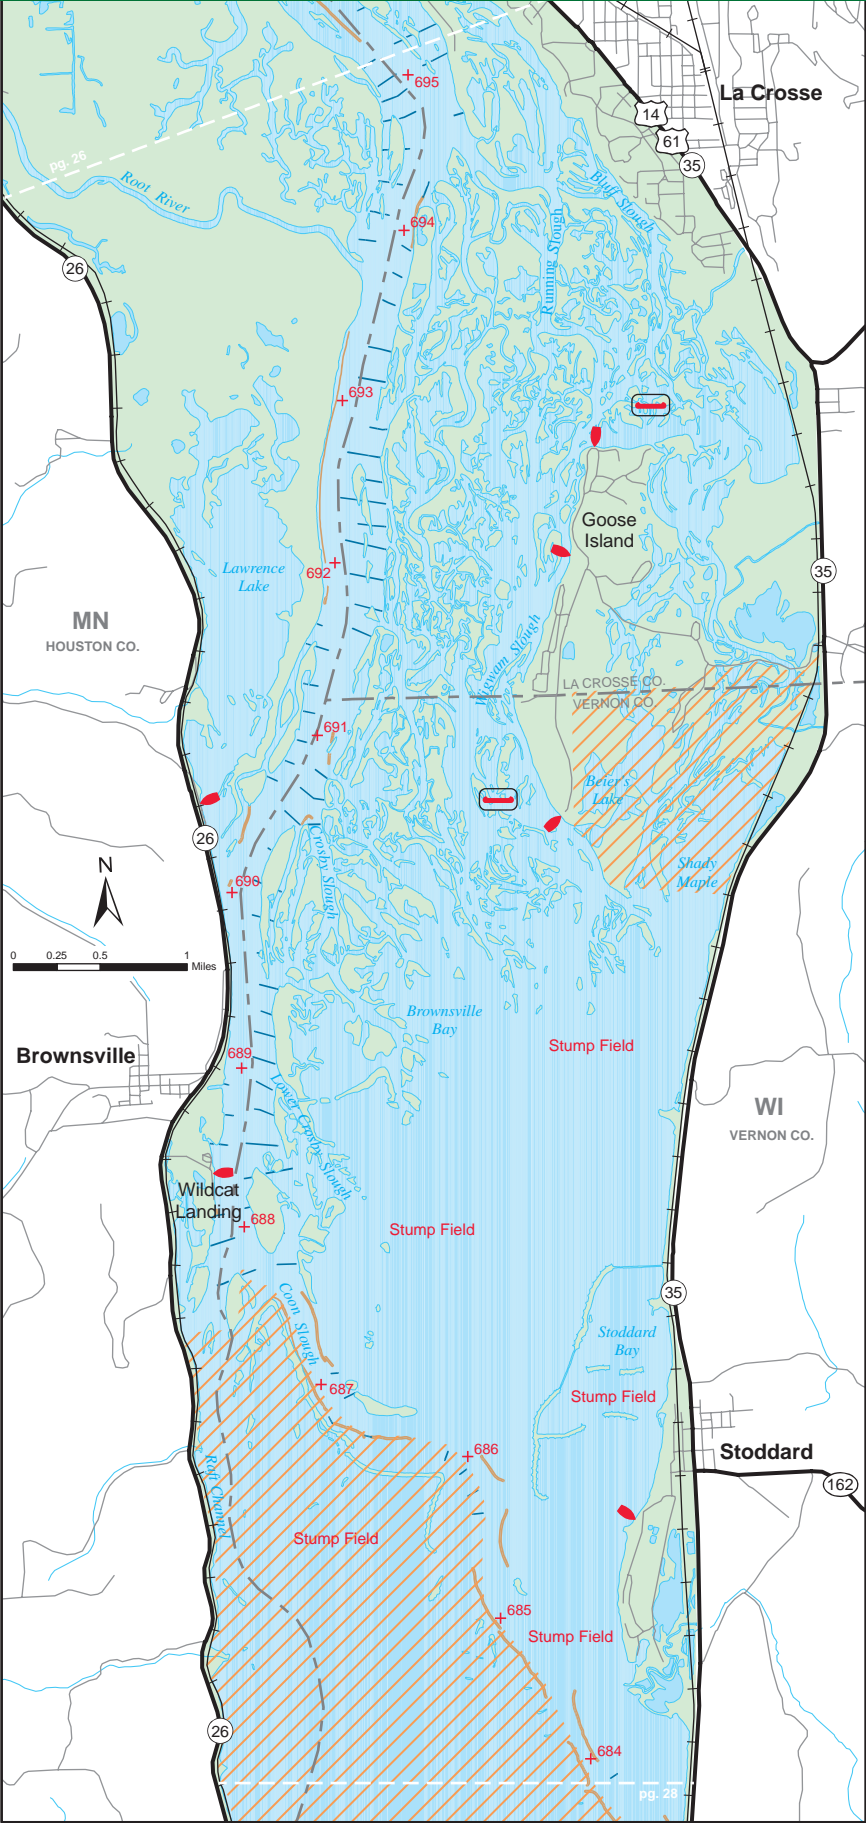 695
La Crosse
14
61
35
pg. 26
Root River
Bluff Slough
694
Running Slough
26
693
Goose
Island
692
Lawrence
Lake
35
MN
HOUSTON CO.
Wigwam Slough
LA CROSSE CO.
VERNON CO.
691
Beier's
Lake
26
Crosby Slough
Shady
Maple
N
690
0 0.25 0.5 1
Miles
Brownsville
Bay
Stump Field
Brownsville
689
Lower Crosby Slough
WI
VERNON CO.
Wildcat
Landing
688
Stump Field
Coon Slough
35
Stoddard
Bay
687
Stump Field
686
Stoddard
162
Raft Channel
Stump Field
685
Stump Field
26
684
pg. 28